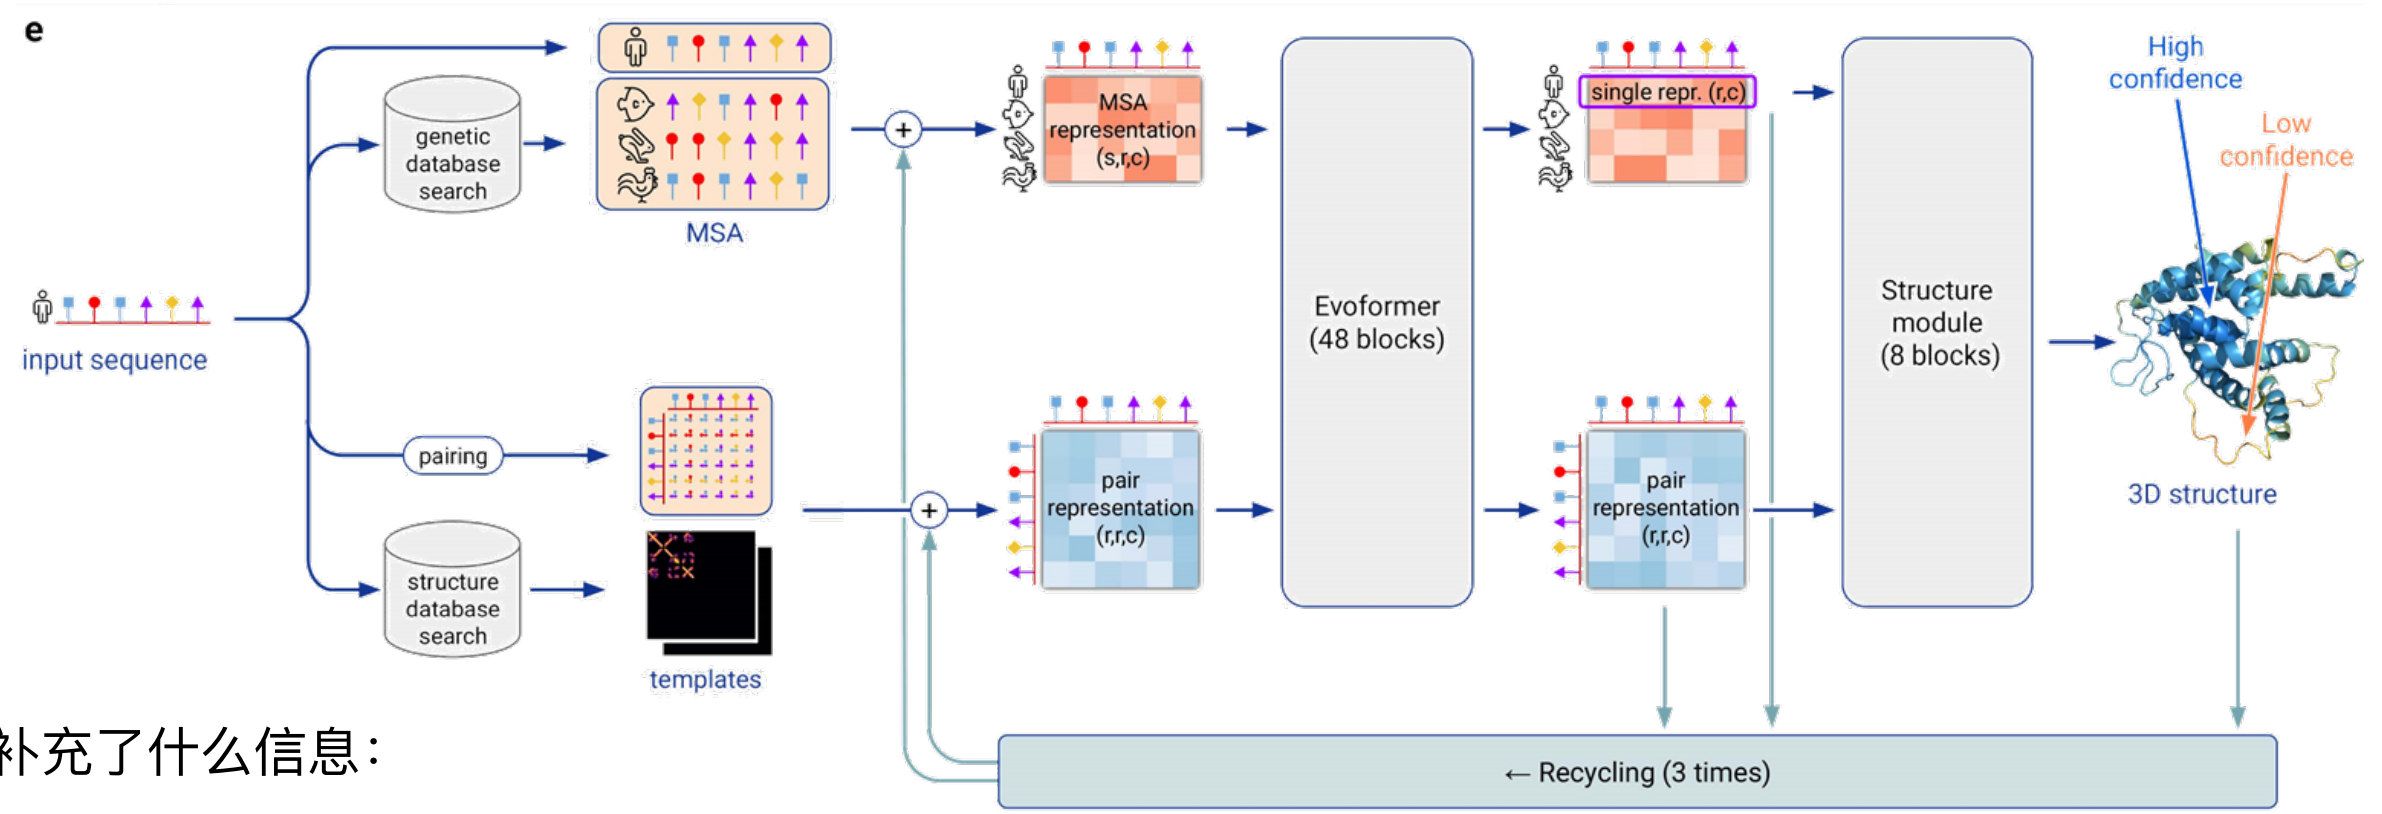 e
input sequence
genetic
database
search
MSA
pairing
structure
database
search
templates
+
+
MSA
representation
(s,r,c)
pair
representation
(r,r,c)
Evoformer
(48 blocks)
single repr. (r,c)
pair
representation
(r,r,c)
Structure
module
(8 blocks)
High
confidence
Low
confidence
3D structure
← Recycling (3 times)
补充了什么信息：